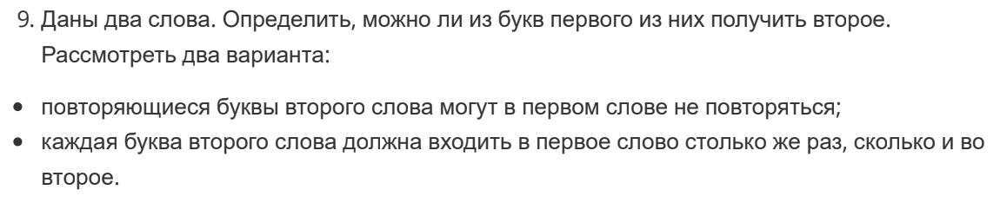 9. Даны два слова. Определить, можно ли из букв первого из них получить второе.
Рассмотреть два варианта:
• повторяющиеся буквы второго слова могут в первом слове не повторяться;
• каждая буква второго слова должна входить в первое слово столько же раз, сколько и во
второе.